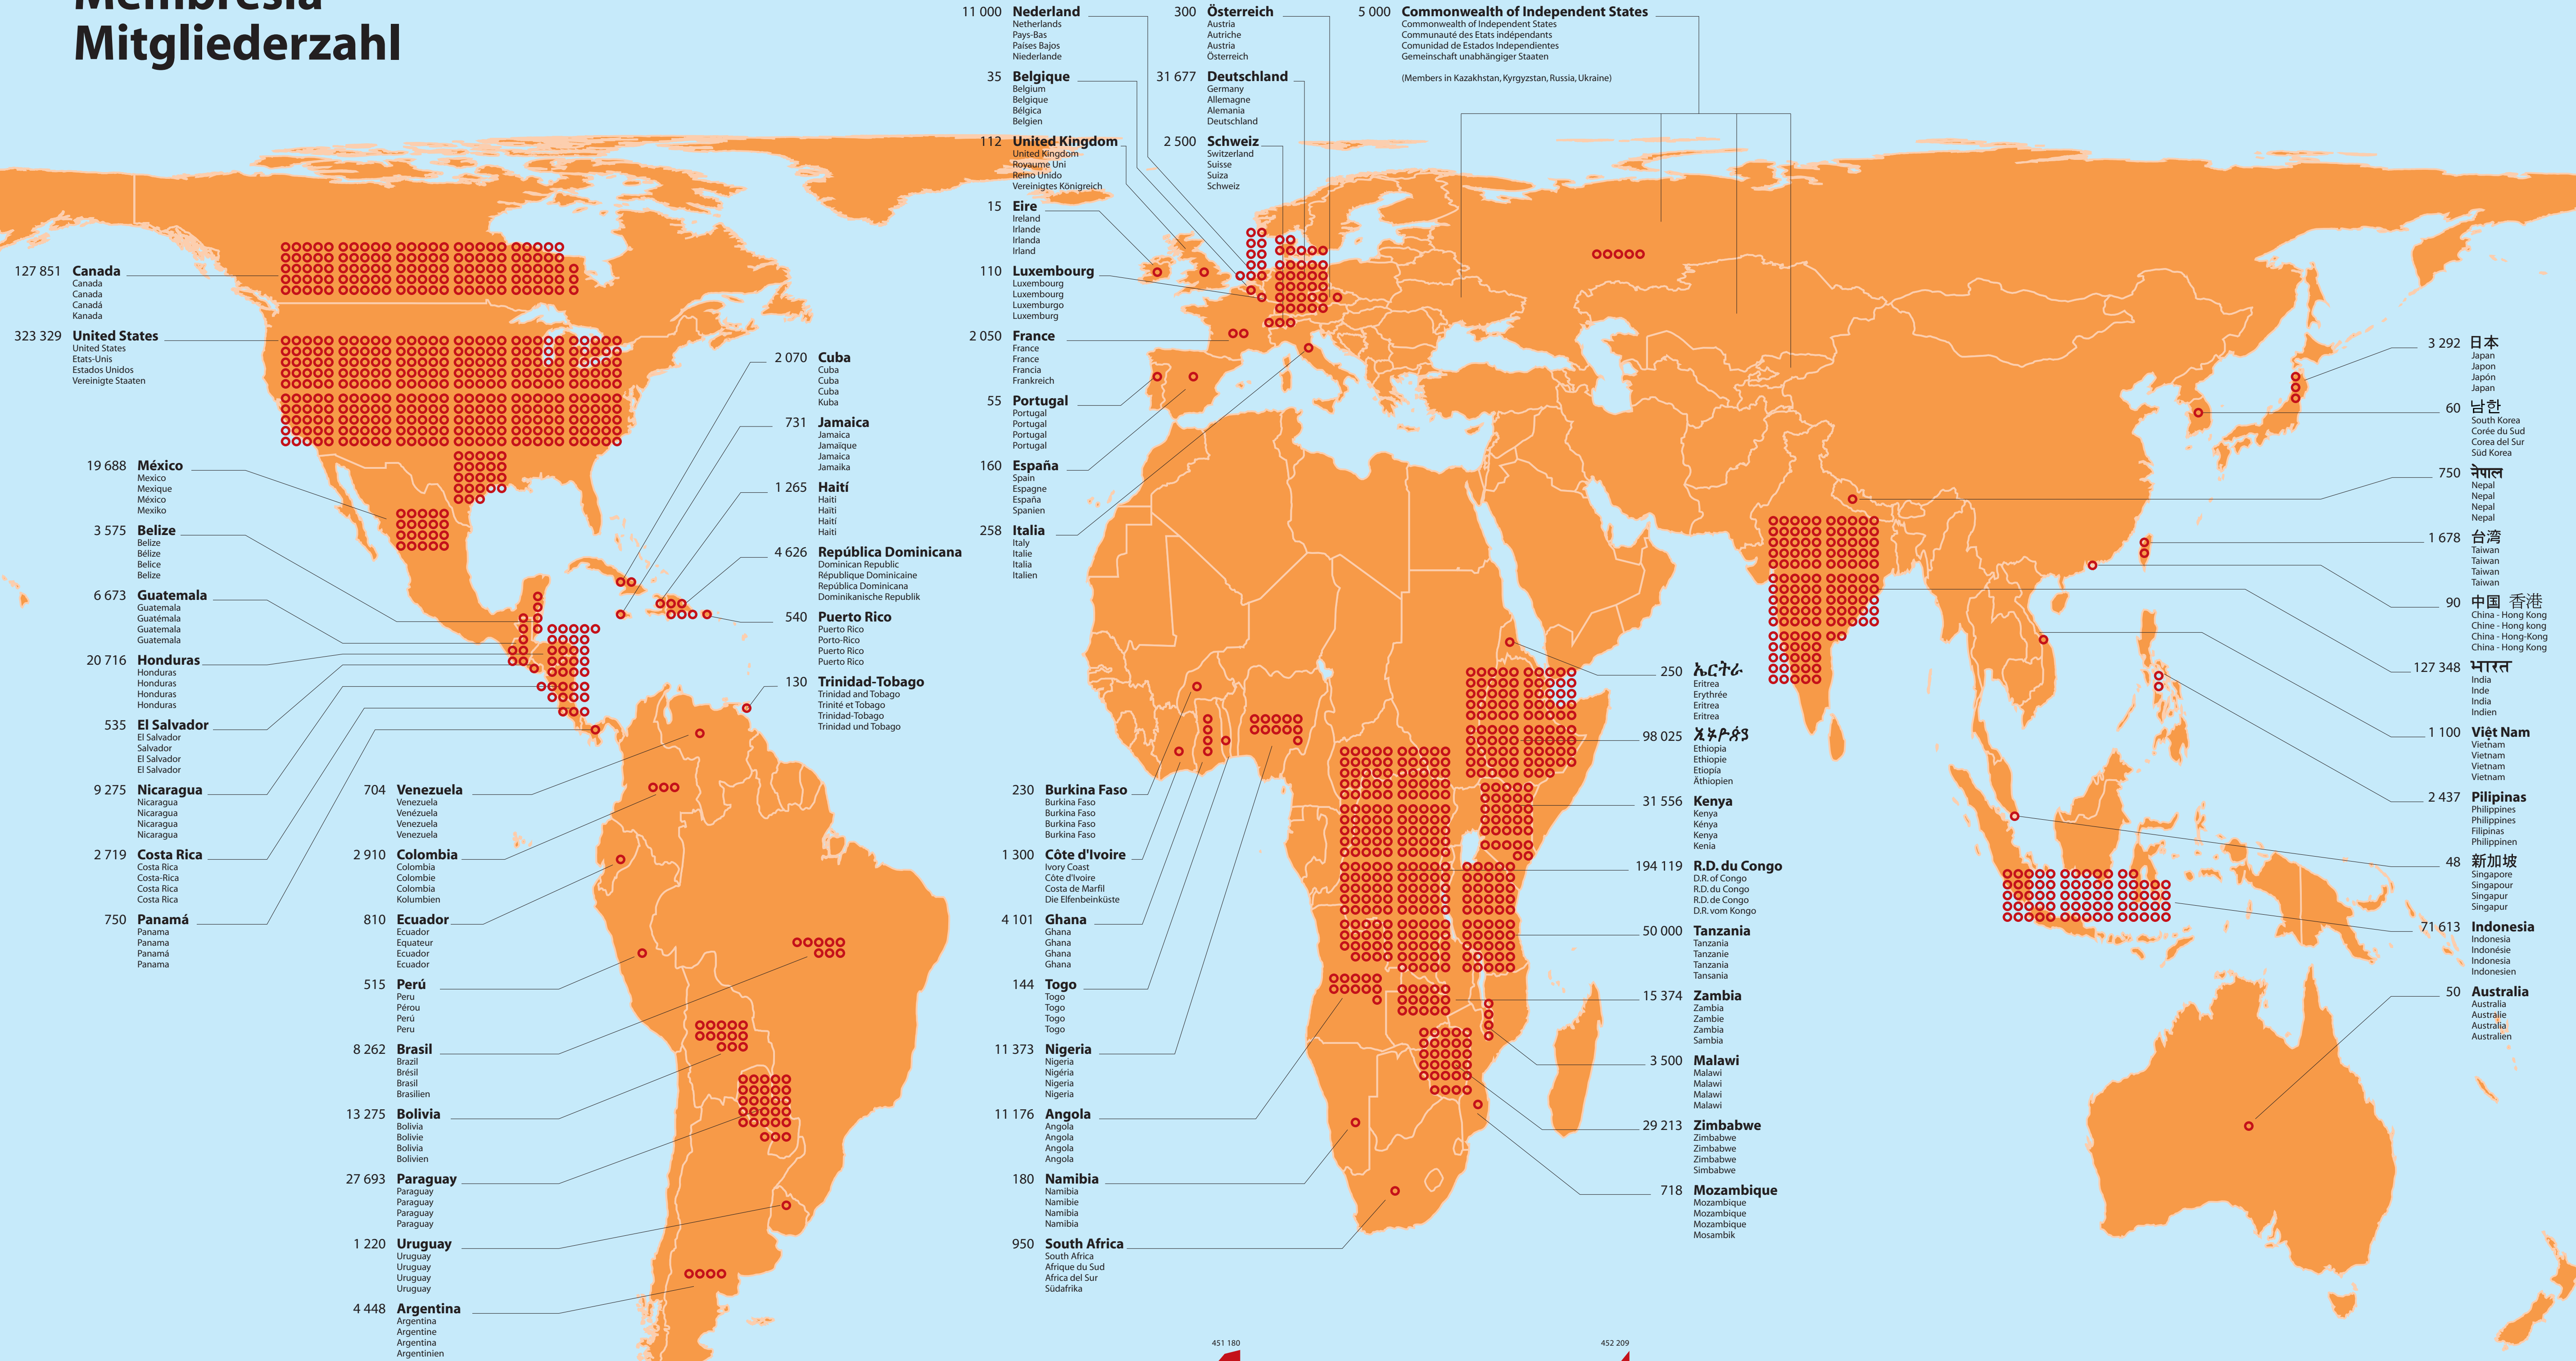 Membresía
Mitgliederzahl
127 851 Canada
Canada
Canada
Canadá
Kanada
323 329 United States
United States
Etats-Unis
Estados Unidos
Vereinigte Staaten
19 688 México
Mexico
Mexique
México
Mexiko
3 575 Belize
Belize
Bélize
Belice
Belize
6 673 Guatemala
Guatemala
Guatémala
Guatemala
Guatemala
20 716 Honduras
Honduras
Honduras
Honduras
Honduras
535 El Salvador
El Salvador
Salvador
El Salvador
El Salvador
9 275 Nicaragua
Nicaragua
Nicaragua
Nicaragua
Nicaragua
2 719 Costa Rica
Costa Rica
Costa-Rica
Costa Rica
Costa Rica
750 Panamá
Panama
Panama
Panamá
Panama
2 070 Cuba
Cuba
Cuba
Cuba
Kuba
731 Jamaica
Jamaica
Jamaïque
Jamaica
Jamaika
1 265 Haití
Haiti
Haïti
Haití
Haiti
4 626 República Dominicana
Dominican Republic
République Dominicaine
República Dominicana
Dominikanische Republik
540 Puerto Rico
Puerto Rico
Porto-Rico
Puerto Rico
Puerto Rico
130 Trinidad-Tobago
Trinidad and Tobago
Trinité et Tobago
Trinidad-Tobago
Trinidad und Tobago
704 Venezuela
Venezuela
Venézuela
Venezuela
Venezuela
2 910 Colombia
Colombia
Colombie
Colombia
Kolumbien
810 Ecuador
Ecuador
Equateur
Ecuador
Ecuador
515 Perú
Peru
Pérou
Perú
Peru
8 262 Brasil
Brazil
Brésil
Brasil
Brasilien
13 275 Bolivia
Bolivia
Bolivie
Bolivia
Bolivien
27 693 Paraguay
Paraguay
Paraguay
Paraguay
Paraguay
1 220 Uruguay
Uruguay
Uruguay
Uruguay
Uruguay
4 448 Argentina
Argentina
Argentine
Argentina
Argentinien
11 000 Nederland
Netherlands
Pays-Bas
Países Bajos
Niederlande
35 Belgique
Belgium
Belgique
Bélgica
Belgien
112 United Kingdom
United Kingdom
Royaume Uni
Reino Unido
Vereinigtes Königreich
15 Eire
Ireland
Irlande
Irlanda
Irland
110 Luxembourg
Luxembourg
Luxembourg
Luxemburgo
Luxemburg
2 050 France
France
France
Francia
Frankreich
55 Portugal
Portugal
Portugal
Portugal
Portugal
160 España
Spain
Espagne
España
Spanien
258 Italia
Italy
Italie
Italia
Italien
300 Österreich
Austria
Autriche
Austria
Österreich
31 677 Deutschland
Germany
Allemagne
Alemania
Deutschland
2 500 Schweiz
Switzerland
Suisse
Suiza
Schweiz
5 000 Commonwealth of Independent States
Commonwealth of Independent States
Communauté des Etats indépendants
Comunidad de Estados Independientes
Gemeinschaft unabhängiger Staaten
(Members in Kazakhstan, Kyrgyzstan, Russia, Ukraine)
230 Burkina Faso
Burkina Faso
Burkina Faso
Burkina Faso
Burkina Faso
1 300 Côte d'Ivoire
Ivory Coast
Côte d'Ivoire
Costa de Marfil
Die Elfenbeinküste
4 101 Ghana
Ghana
Ghana
Ghana
Ghana
144 Togo
Togo
Togo
Togo
Togo
11 373 Nigeria
Nigeria
Nigéria
Nigeria
Nigeria
11 176 Angola
Angola
Angola
Angola
Angola
180 Namibia
Namibia
Namibie
Namibia
Namibia
950 South Africa
South Africa
Afrique du Sud
Africa del Sur
Südafrika
250 ኤርትራ
Eritrea
Erythrée
Eritrea
Eritrea
98 025 ኢትዮጵያ
Ethiopia
Ethiopie
Etiopía
Äthiopien
31 556 Kenya
Kenya
Kénya
Kenya
Kenia
194 119 R.D. du Congo
D.R. of Congo
R.D. du Congo
R.D. de Congo
D.R. vom Kongo
50 000 Tanzania
Tanzania
Tanzanie
Tanzania
Tansania
15 374 Zambia
Zambia
Zambie
Zambia
Sambia
3 500 Malawi
Malawi
Malawi
Malawi
Malawi
29 213 Zimbabwe
Zimbabwe
Zimbabwe
Zimbabwe
Simbabwe
718 Mozambique
Mozambique
Mozambique
Mozambique
Mosambik
3 292 日本
Japan
Japon
Japón
Japan
60 남한
South Korea
Corée du Sud
Corea del Sur
Süd Korea
750 नेपाल
Nepal
Nepal
Nepal
Nepal
1 678 台湾
Taiwan
Taiwan
Taiwan
Taiwan
90 中国 香港
China - Hong Kong
Chine - Hong kong
China - Hong-Kong
China - Hong Kong
127 348 भारत
India
Inde
India
Indien
1 100 Việt Nam
Vietnam
Vietnam
Vietnam
Vietnam
2 437 Pilipinas
Philippines
Philippines
Filipinas
Philippinen
48 新加坡
Singapore
Singapour
Singapur
Singapur
71 613 Indonesia
Indonesia
Indonésie
Indonesia
Indonesien
50 Australia
Australia
Australie
Australia
Australien
451 180
452 209